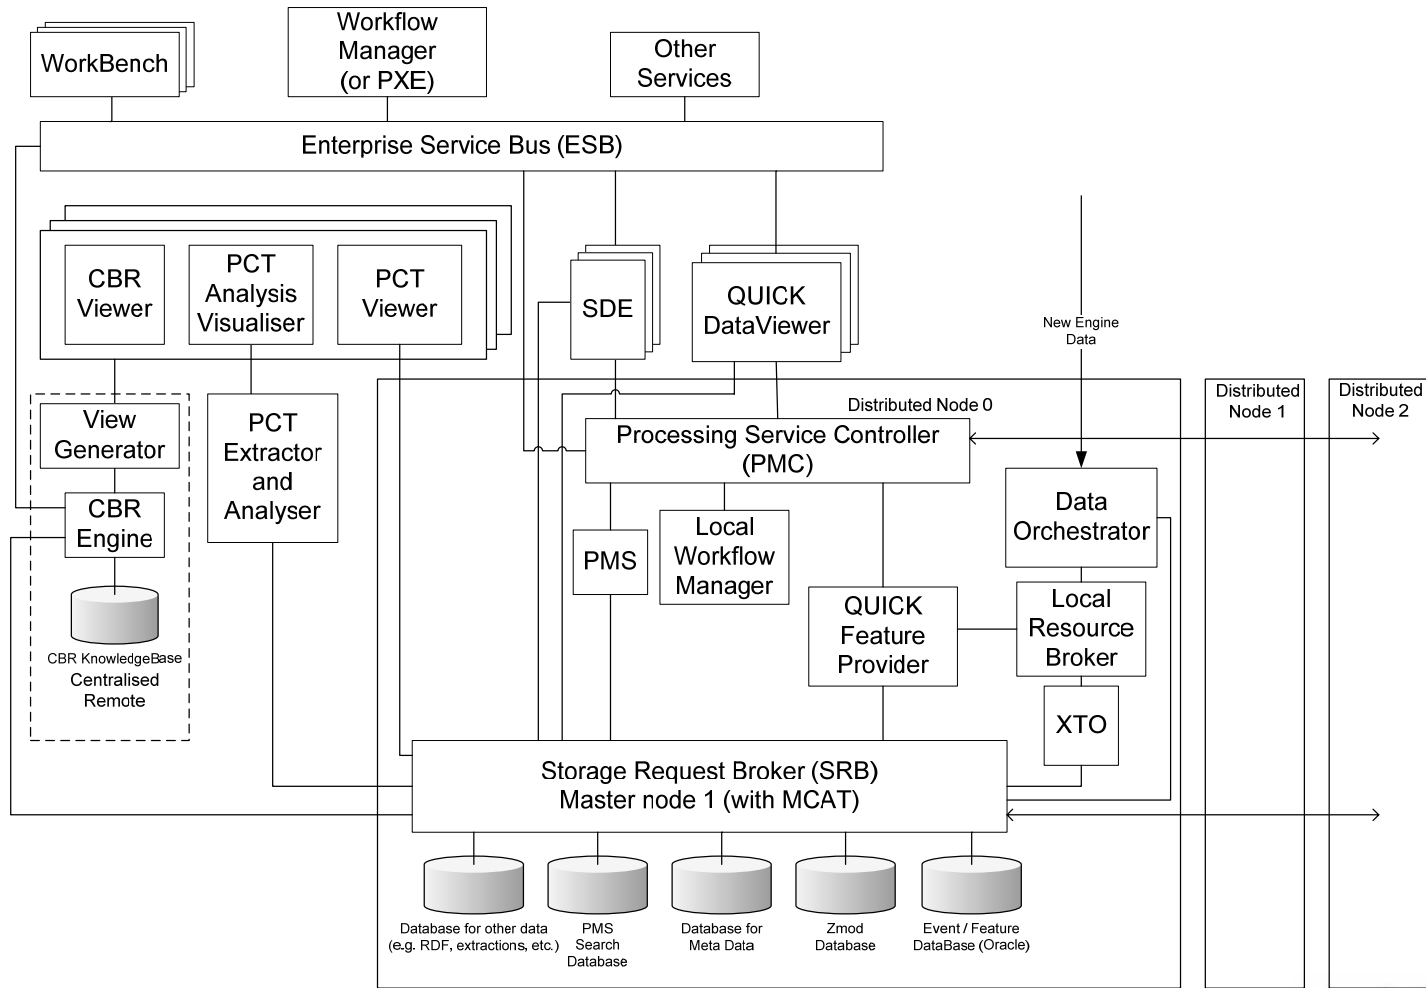 WorkBench
Workflow
Manager
(or PXE)
Other
Services
Enterprise Service Bus (ESB)
CBR
Viewer
PCT
Analysis
Visualiser
PCT
Viewer
SDE
QUICK
DataViewer
New Engine
Data
Distributed Node 0
Distributed
Node 1
Distributed
Node 2
View
Generator
PCT
Extractor
and
Analyser
Processing Service Controller
(PMC)
CBR
Engine
Data
Orchestrator
PMS
Local
Workflow
Manager
QUICK
Feature
Provider
Local
Resource
Broker
CBR KnowledgeBase
Centralised
Remote
XTO
Storage Request Broker (SRB)
Master node 1 (with MCAT)
Database for other data
(e.g. RDF, extractions, etc.)
PMS
Search
Database
Database for
Meta Data
Zmod
Database
Event / Feature
DataBase (Oracle)